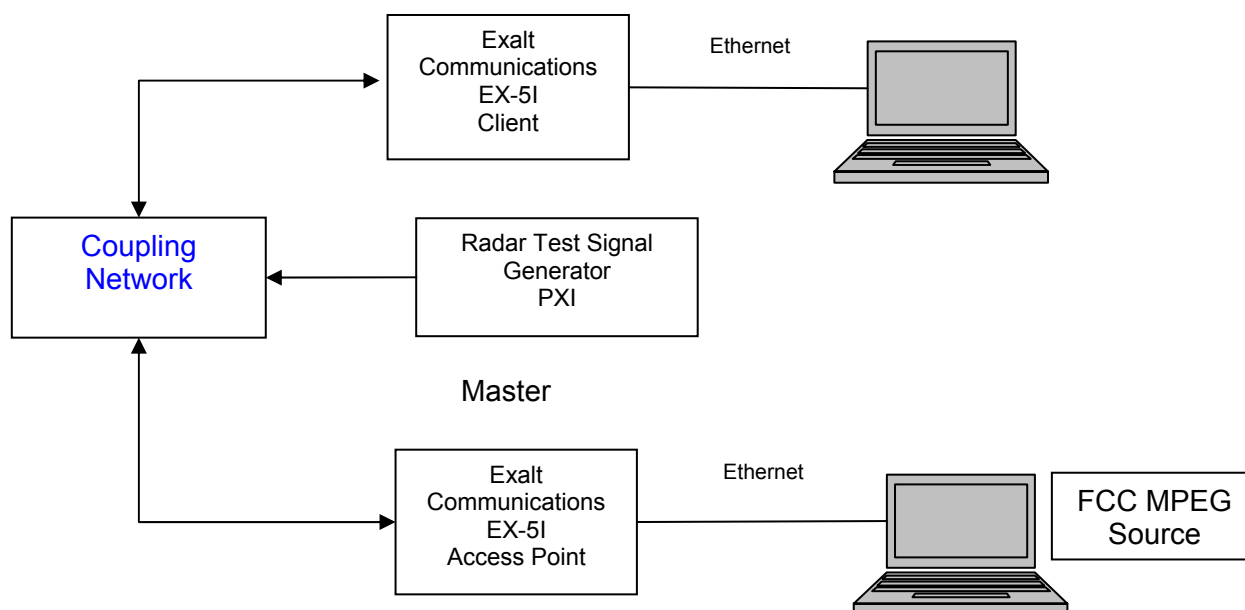 Exalt
Communications
EX-5I
Client
Ethernet
Coupling
Network
Radar Test Signal
Generator
PXI
Master
Exalt
Communications
EX-5I
Access Point
Ethernet
FCC MPEG
Source